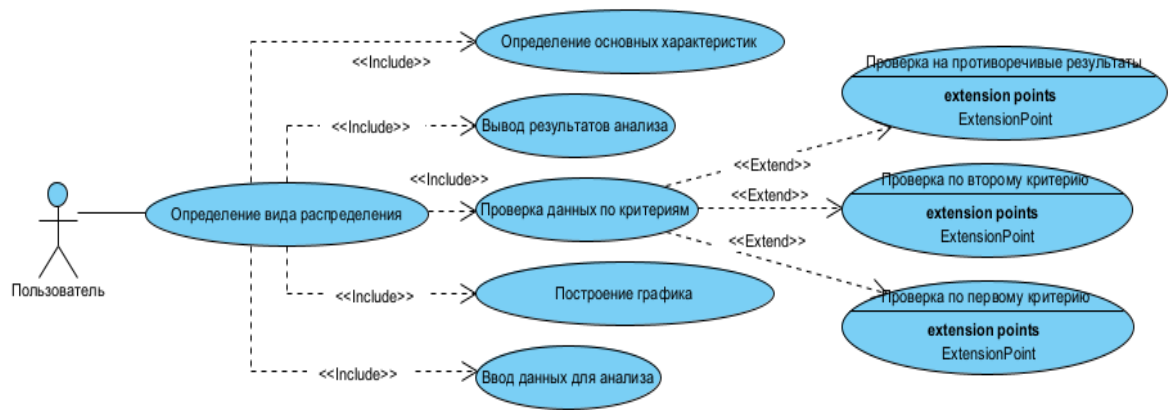 Определение основных характеристик
<<Include>>
Проверка на противоречивые результаты
extension points
ExtensionPoint
Вывод результатов анализа
<<Include>>
<<Extend>>
<<Include>>
Проверка по второму критерию
extension points
ExtensionPoint
<<Extend>>
Определение вида распределения
Проверка данных по критериям
<<Extend>>
Пользователь
<<Include>>
Построение графика
Проверка по первому критерию
extension points
ExtensionPoint
<<Include>>
Ввод данных для анализа